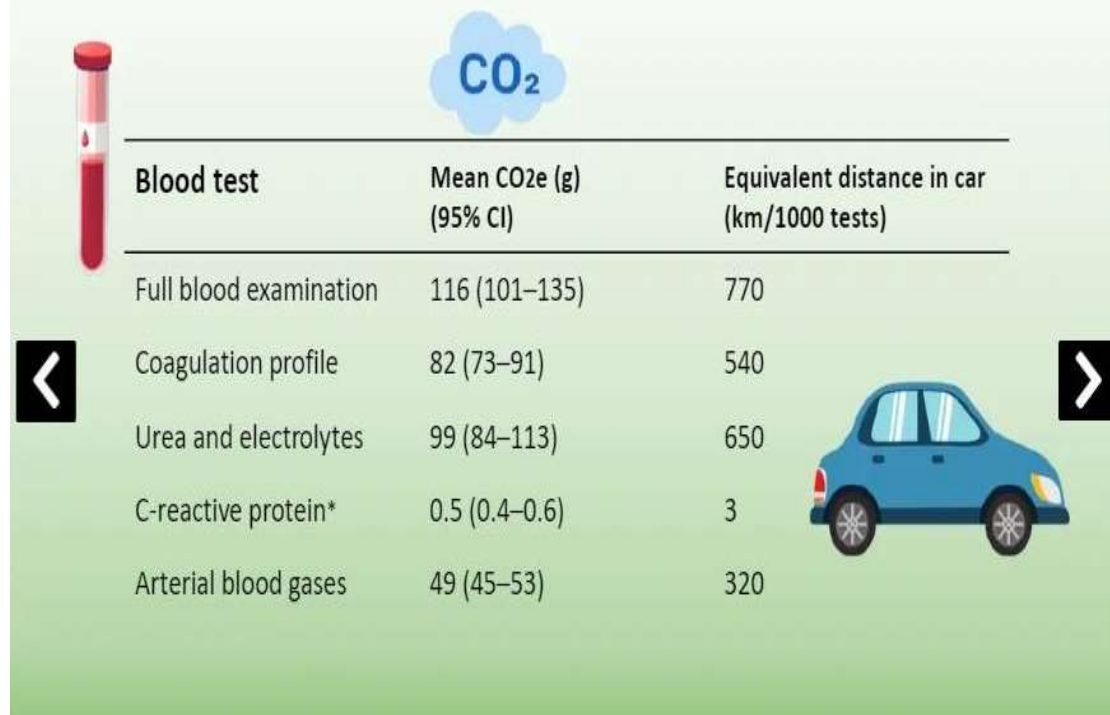 CO₂
Blood test Mean CO2e (g) Equivalent distance in car
(95% CI) (km/1000 tests)
Full blood examination 116 (101–135) 770
Coagulation profile 82 (73–91) 540
Urea and electrolytes 99 (84–113) 650
C-reactive protein* 0.5 (0.4–0.6) 3
Arterial blood gases 49 (45–53) 320